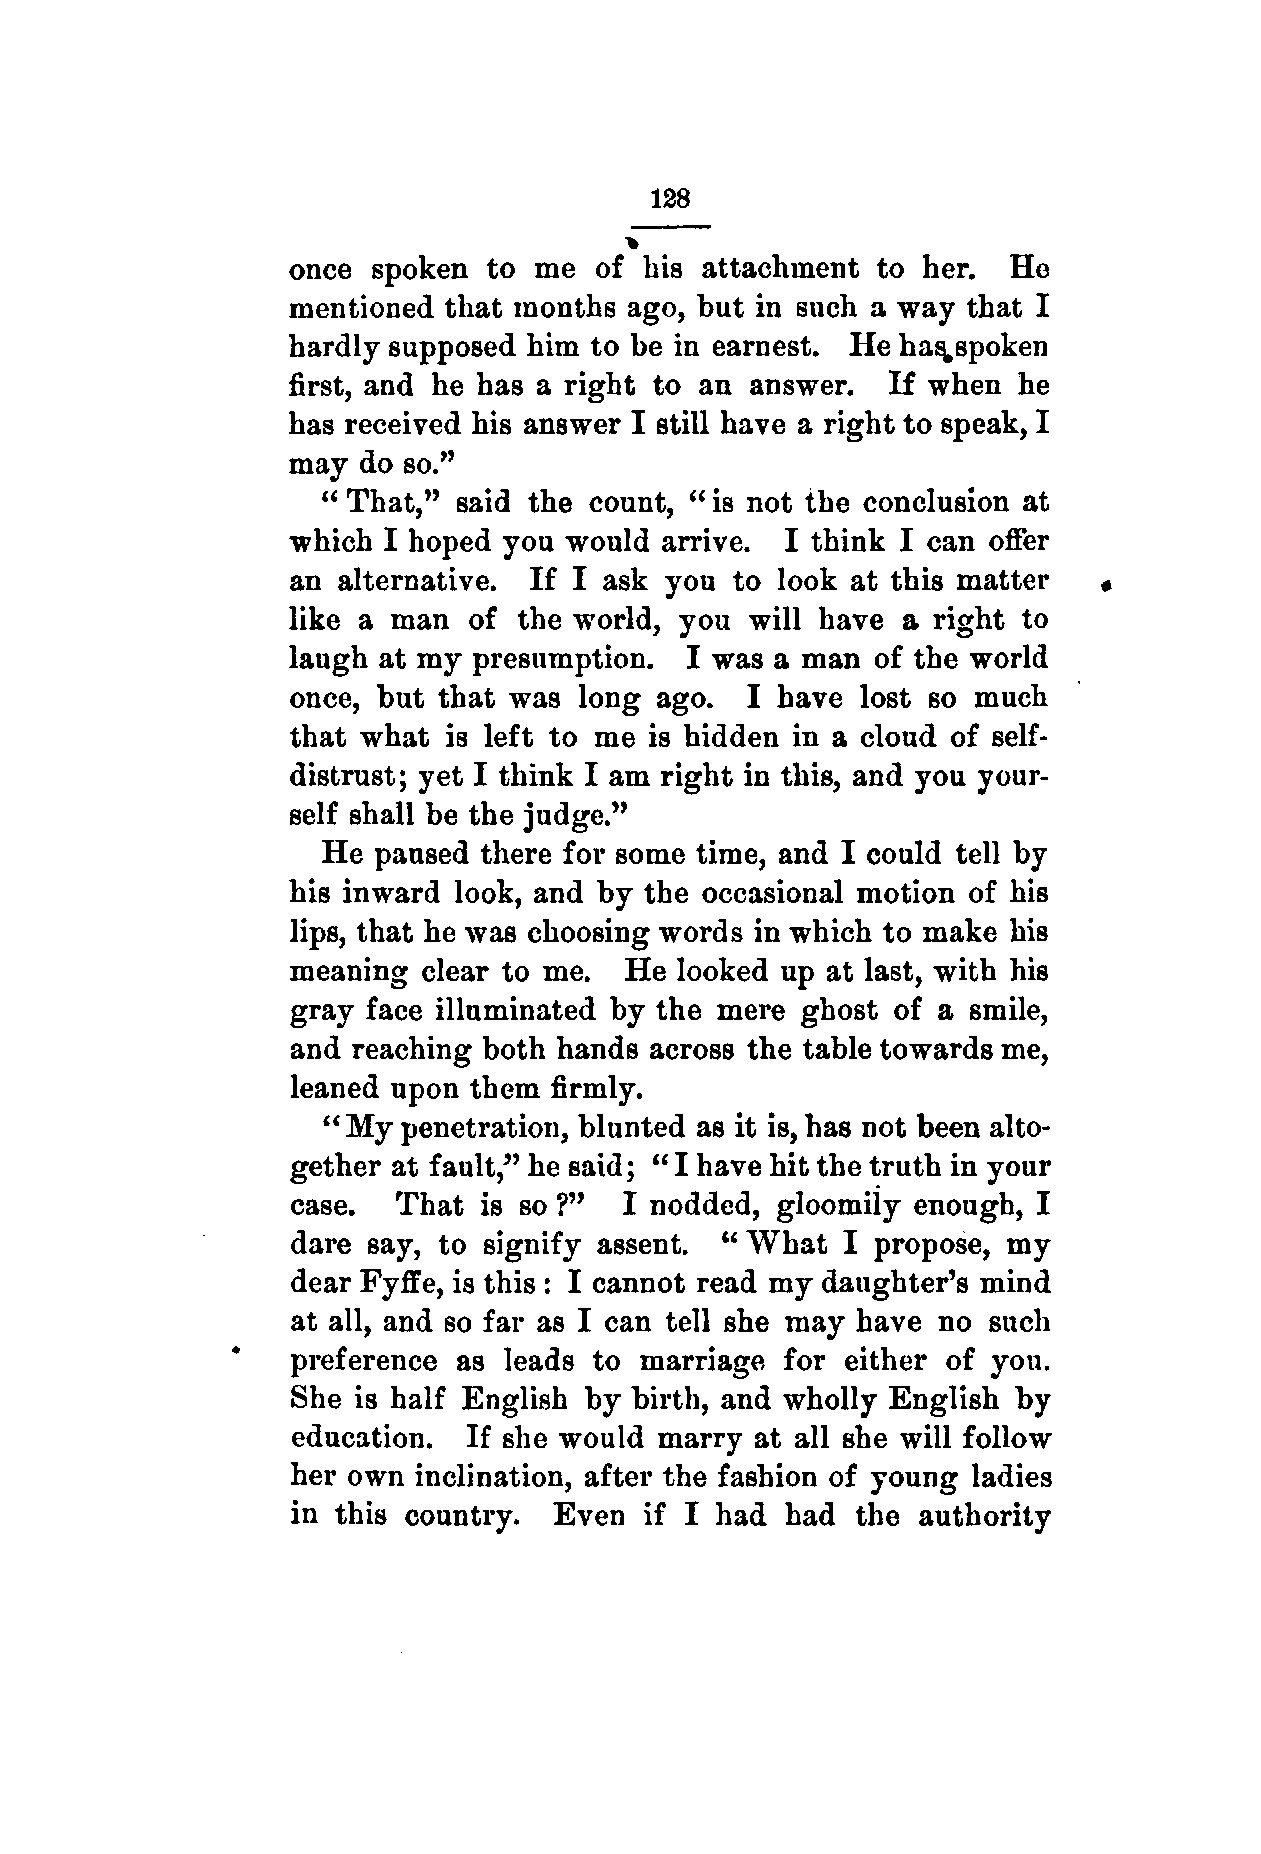 128
once spoken to me of his attachment to her. He
mentioned that months ago, but in such a way that I
hardly supposed him to be in earnest. He has spoken
first, and he has a right to an answer. If when he
has received his answer I still have a right to speak, I
may do so."
"That," said the count, "is not the conclusion at
which I hoped you would arrive. I think I can offer
an alternative. If I ask you to look at this matter
like a man of the world, you will have a right to
laugh at my presumption. I was a man of the world
once, but that was long ago. I have lost so much
that what is left to me is hidden in a cloud of self-
distrust; yet I think I am right in this, and you your-
self shall be the judge."
He paused there for some time, and I could tell by
his inward look, and by the occasional motion of his
lips, that he was choosing words in which to make his
meaning clear to me. He looked up at last, with his
gray face illuminated by the mere ghost of a smile,
and reaching both hands across the table towards me,
leaned upon them firmly.
"My penetration, blunted as it is, has not been alto-
gether at fault," he said; "I have hit the truth in your
case. That is so?" I nodded, gloomily enough, I
dare say, to signify assent. "What I propose, my
dear Fyffe, is this: I cannot read my daughter's mind
at all, and so far as I can tell she may have no such
preference as leads to marriage for either of you.
She is half English by birth, and wholly English by
education. If she would marry at all she will follow
her own inclination, after the fashion of young ladies
in this country. Even if I had had the authority